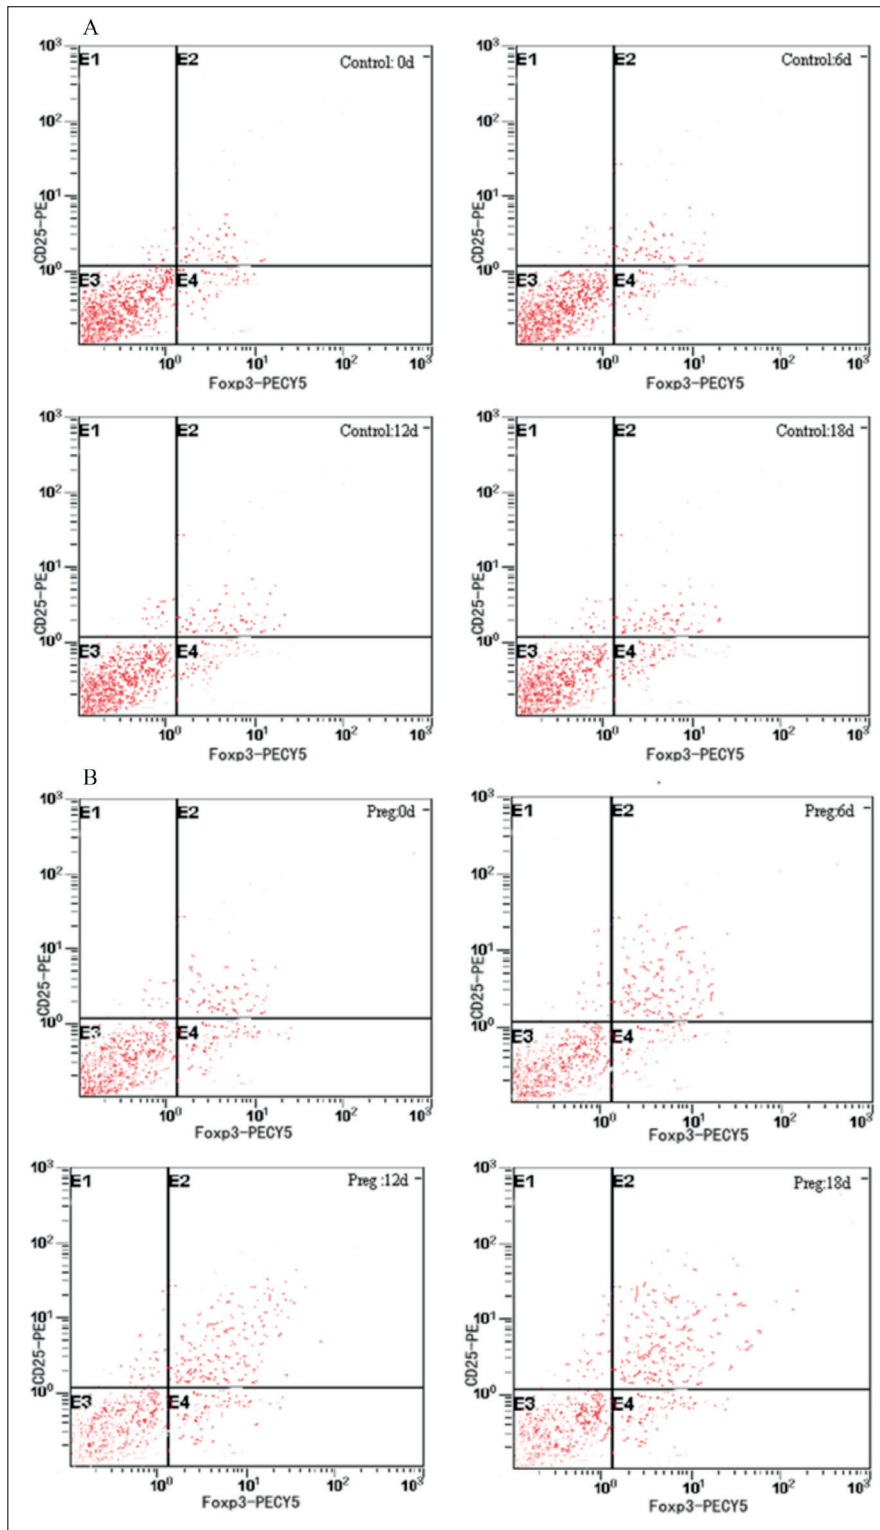 A
10³ E1 E2 Control: 0d
10²
10¹
CD25-PE
10⁰ E3 E4
10⁰ 10¹ 10² 10³
Foxp3-PECY5
10³ E1 E2 Control:6d
10²
10¹
CD25-PE
10⁰ E3 E4
10⁰ 10¹ 10² 10³
Foxp3-PECY5
10³ E1 E2 Control:12d
10²
10¹
CD25-PE
10⁰ E3 E4
10⁰ 10¹ 10² 10³
Foxp3-PECY5
10³ E1 E2 Control:18d
10²
10¹
CD25-PE
10⁰ E3 E4
10⁰ 10¹ 10² 10³
Foxp3-PECY5
B
10³ E1 E2 Preg:0d
10²
10¹
CD25-PE
10⁰ E3 E4
10⁰ 10¹ 10² 10³
Foxp3-PECY5
10³ E1 E2 Preg:6d
10²
10¹
CD25-PE
10⁰ E3 E4
10⁰ 10¹ 10² 10³
Foxp3-PECY5
10³ E1 E2 Preg :12d
10²
10¹
CD25-PE
10⁰ E3 E4
10⁰ 10¹ 10² 10³
Foxp3-PECY5
10³ E1 E2 Preg:18d
10²
10¹
CD25-PE
10⁰ E3 E4
10⁰ 10¹ 10² 10³
Foxp3-PECY5